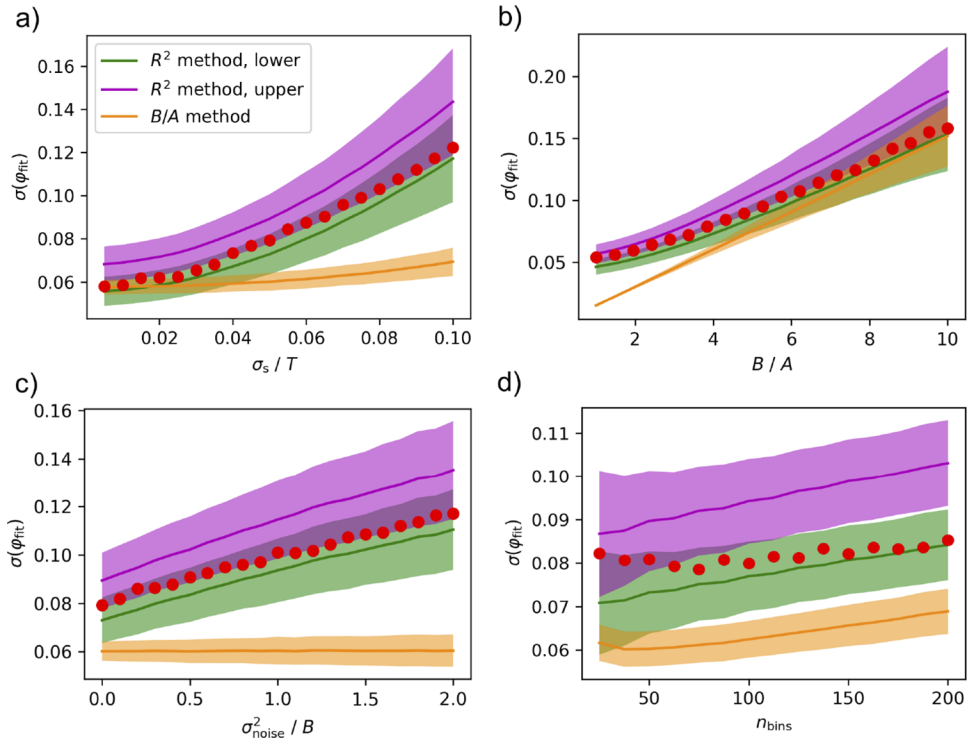 a)
0.16
0.14
0.12
0.10
0.08
0.06
σ(φfit)
R² method, lower
R² method, upper
B/A method
0.02 0.04 0.06 0.08 0.10
σs / T
b)
0.20
0.15
0.10
0.05
σ(φfit)
2 4 6 8 10
B / A
c)
0.16
0.14
0.12
0.10
0.08
0.06
σ(φfit)
0.0 0.5 1.0 1.5 2.0
σ²noise / B
d)
0.11
0.10
0.09
0.08
0.07
0.06
σ(φfit)
50 100 150 200
nbins